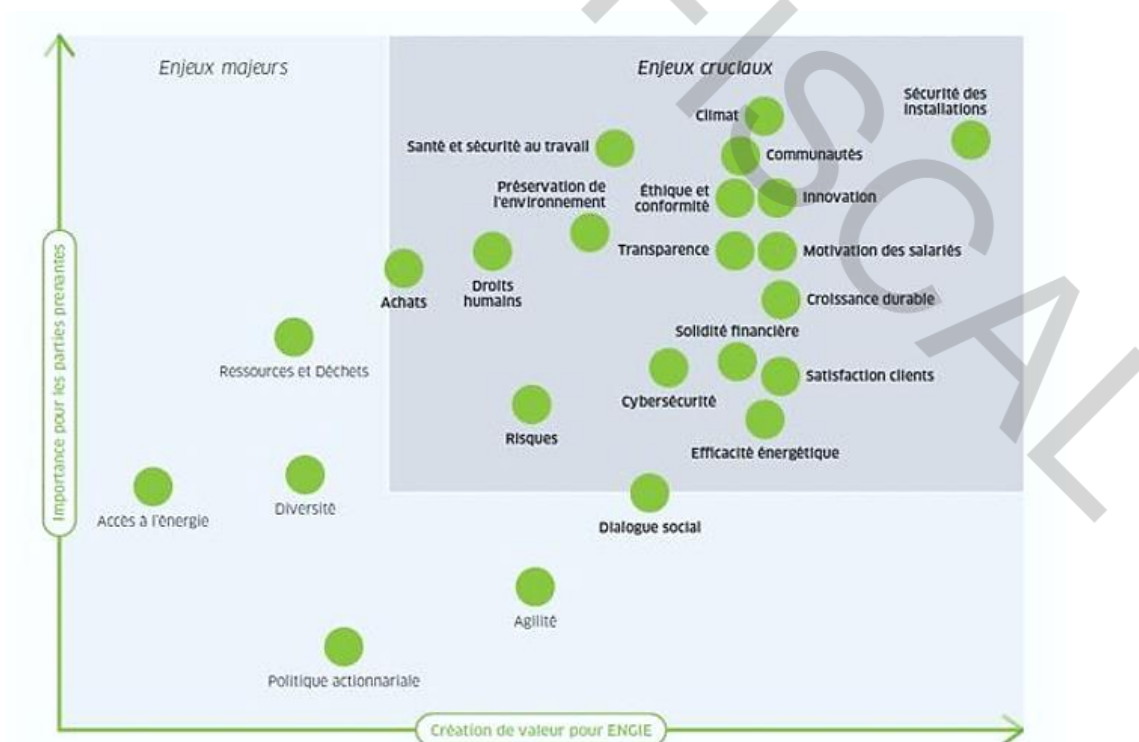 Enjeux majeurs
Enjeux cruciaux
Sécurité des
installations
Climat
Santé et sécurité au travail
Communautés
Préservation de
l'environnement
Éthique et
conformité
Innovation
Transparence
Motivation des salariés
Achats
Droits
humains
Croissance durable
Solidité financière
Ressources et Déchets
Satisfaction clients
Cybersécurité
Risques
Efficacité énergétique
Accès à l'énergie
Diversité
Dialogue social
Agilité
Politique actionnariale
Importance pour les parties prenantes
Création de valeur pour ENGIE
ISCAL